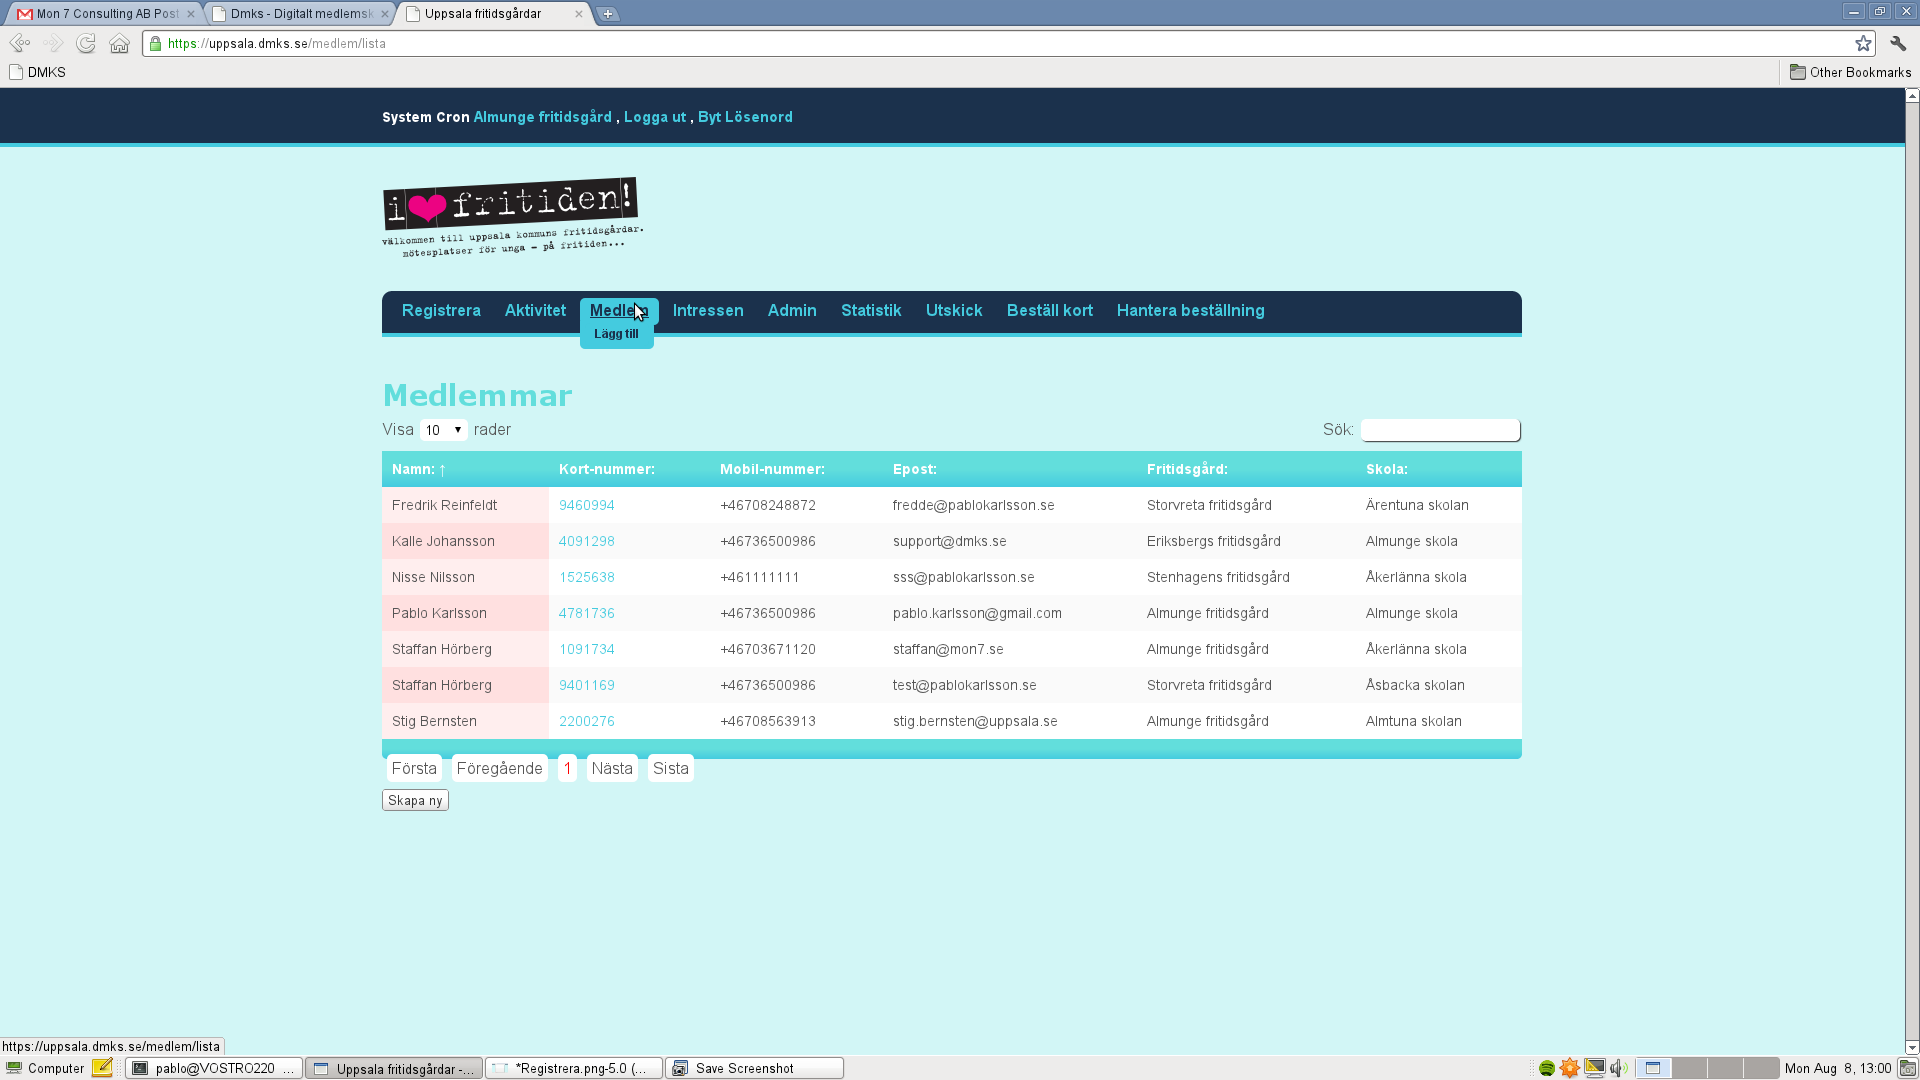 Mon 7 Consulting AB Post
Dmks - Digitalt medlemsk
Uppsala fritidsgårdar
https://uppsala.dmks.se/medlem/lista
DMKS
Other Bookmarks
System Cron Almunge fritidsgård , Logga ut , Byt Lösenord
i fritiden!
välkommen till uppsala kommuns fritidsgårdar.
mötesplatser för unga – på fritiden...
Registrera Aktivitet Medlem Intressen Admin Statistik Utskick Beställ kort Hantera beställning
Lägg till
Medlemmar
Visa 10 rader Sök:
Namn: ↑ Kort-nummer: Mobil-nummer: Epost: Fritidsgård: Skola:
Fredrik Reinfeldt 9460994 +46708248872 fredde@pablokarlsson.se Storvreta fritidsgård Ärentuna skolan
Kalle Johansson 4091298 +46736500986 support@dmks.se Eriksbergs fritidsgård Almunge skola
Nisse Nilsson 1525638 +461111111 sss@pablokarlsson.se Stenhagens fritidsgård Åkerlänna skola
Pablo Karlsson 4781736 +46736500986 pablo.karlsson@gmail.com Almunge fritidsgård Almunge skola
Staffan Hörberg 1091734 +46703671120 staffan@mon7.se Almunge fritidsgård Åkerlänna skola
Staffan Hörberg 9401169 +46736500986 test@pablokarlsson.se Storvreta fritidsgård Åsbacka skolan
Stig Bernsten 2200276 +46708563913 stig.bernsten@uppsala.se Almunge fritidsgård Almtuna skolan
Första Föregående 1 Nästa Sista
Skapa ny
https://uppsala.dmks.se/medlem/lista
Computer pablo@VOSTRO220 ... Uppsala fritidsgårdar -... *Registrera.png-5.0 (... Save Screenshot Mon Aug 8, 13:00